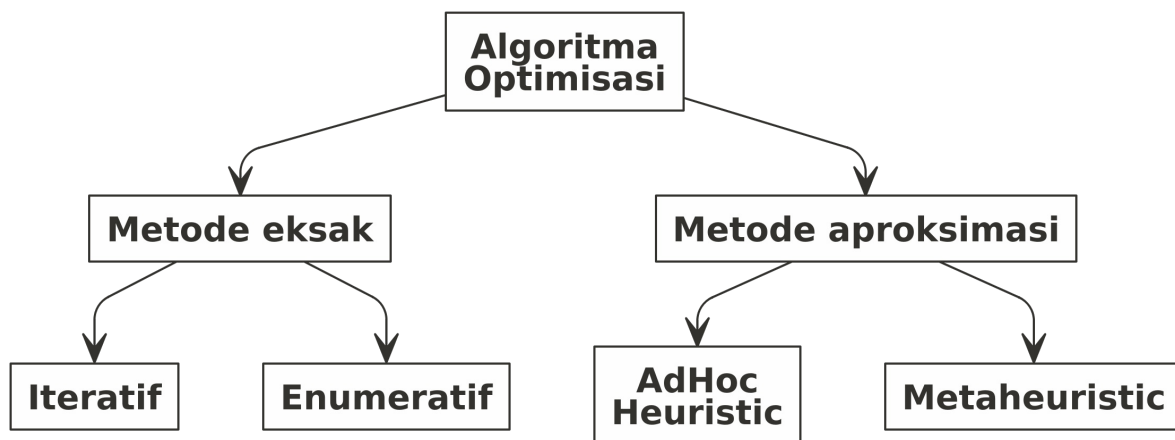 Algoritma
Optimisasi
Metode eksak
Metode aproksimasi
Iteratif
Enumeratif
AdHoc
Heuristic
Metaheuristic